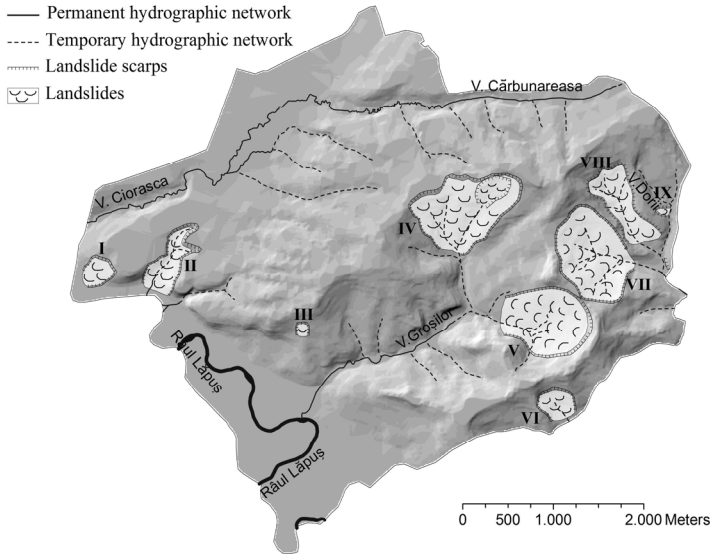 Permanent hydrographic network
Temporary hydrographic network
Landslide scarps
Landslides
V. Cărbunareasa
V. Ciorasca
VIII
V.Dorii
IX
I
II
IV
VII
III
V.Groșilor
V
Râul Lăpuș
VI
Râul Lăpuș
0 500 1.000 2.000 Meters